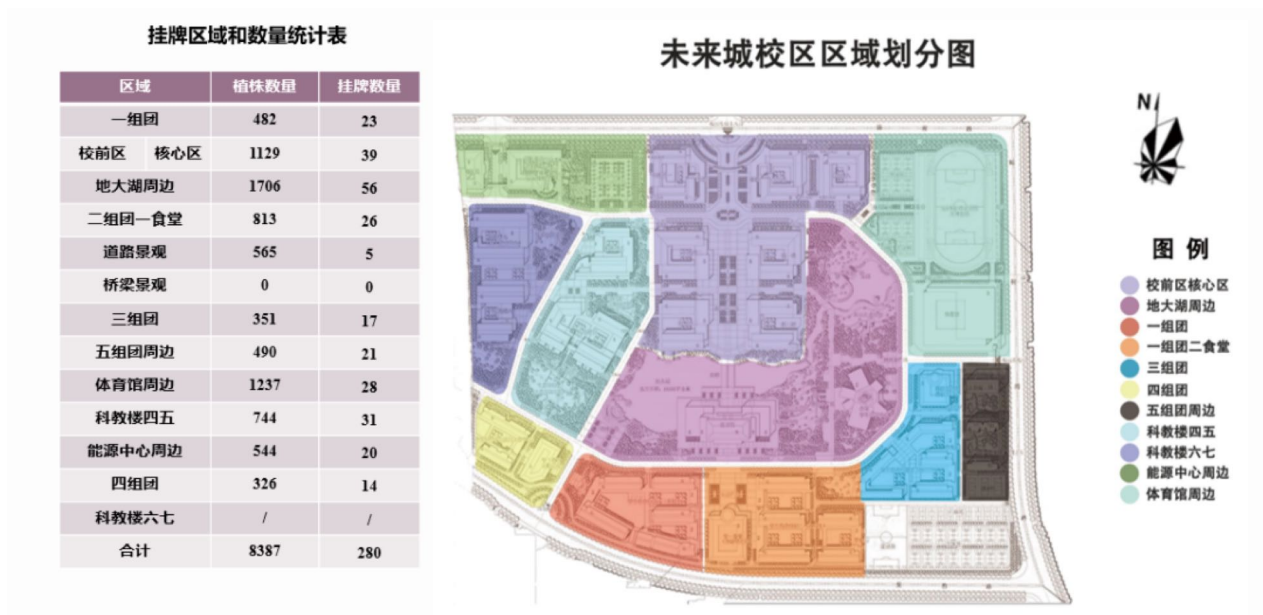 挂牌区域和数量统计表
区域 植株数量 挂牌数量
一组团 482 23
校前区 核心区 1129 39
地大湖周边 1706 56
二组团一食堂 813 26
道路景观 565 5
桥梁景观 0 0
三组团 351 17
五组团周边 490 21
体育馆周边 1237 28
科教楼四五 744 31
能源中心周边 544 20
四组团 326 14
科教楼六七 / /
合计 8387 280
未来城校区区域划分图
N
图 例
校前区核心区
地大湖周边
一组团
一组团二食堂
三组团
四组团
五组团周边
科教楼四五
科教楼六七
能源中心周边
体育馆周边